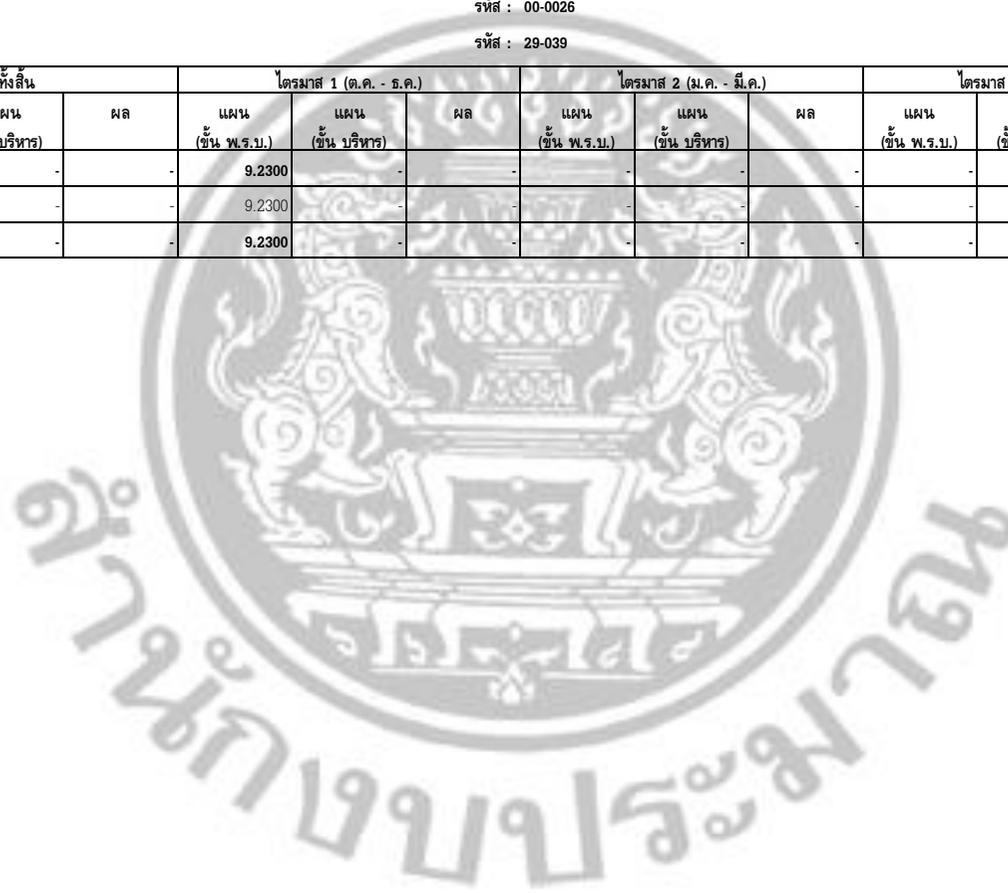 รหัส : 00-0026
รหัส : 29-039
ทั้งสิ้น ไตรมาส 1 (ต.ค. - ธ.ค.) ไตรมาส 2 (ม.ค. - มี.ค.) ไตรมาส
ผล แผน แผน ผล แผน แผน ผล แผน
บริหาร) (ขั้น พ.ร.บ.) (ขั้น บริหาร) (ขั้น พ.ร.บ.) (ขั้น บริหาร) (ขั้น พ.ร.บ.)
- - 9.2300 - - - - - -
- - 9.2300 - - - - - -
- - 9.2300 - - - - - -
สำนักงบประมาณ